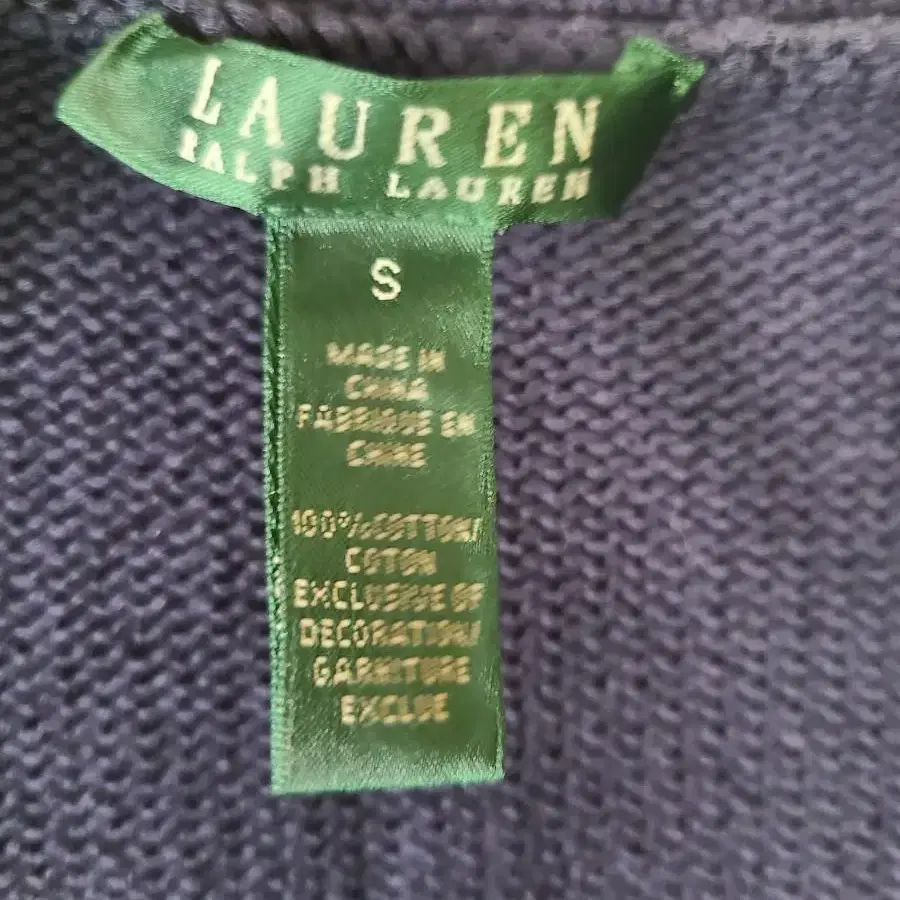 LAUREN
RALPH LAUREN
S
MADE IN
CHINA
FABRIQUE EN
CHINE
100% COTTON/
COTON
EXCLUSIVE OF
DECORATION/
GARNITURE
EXCLUE